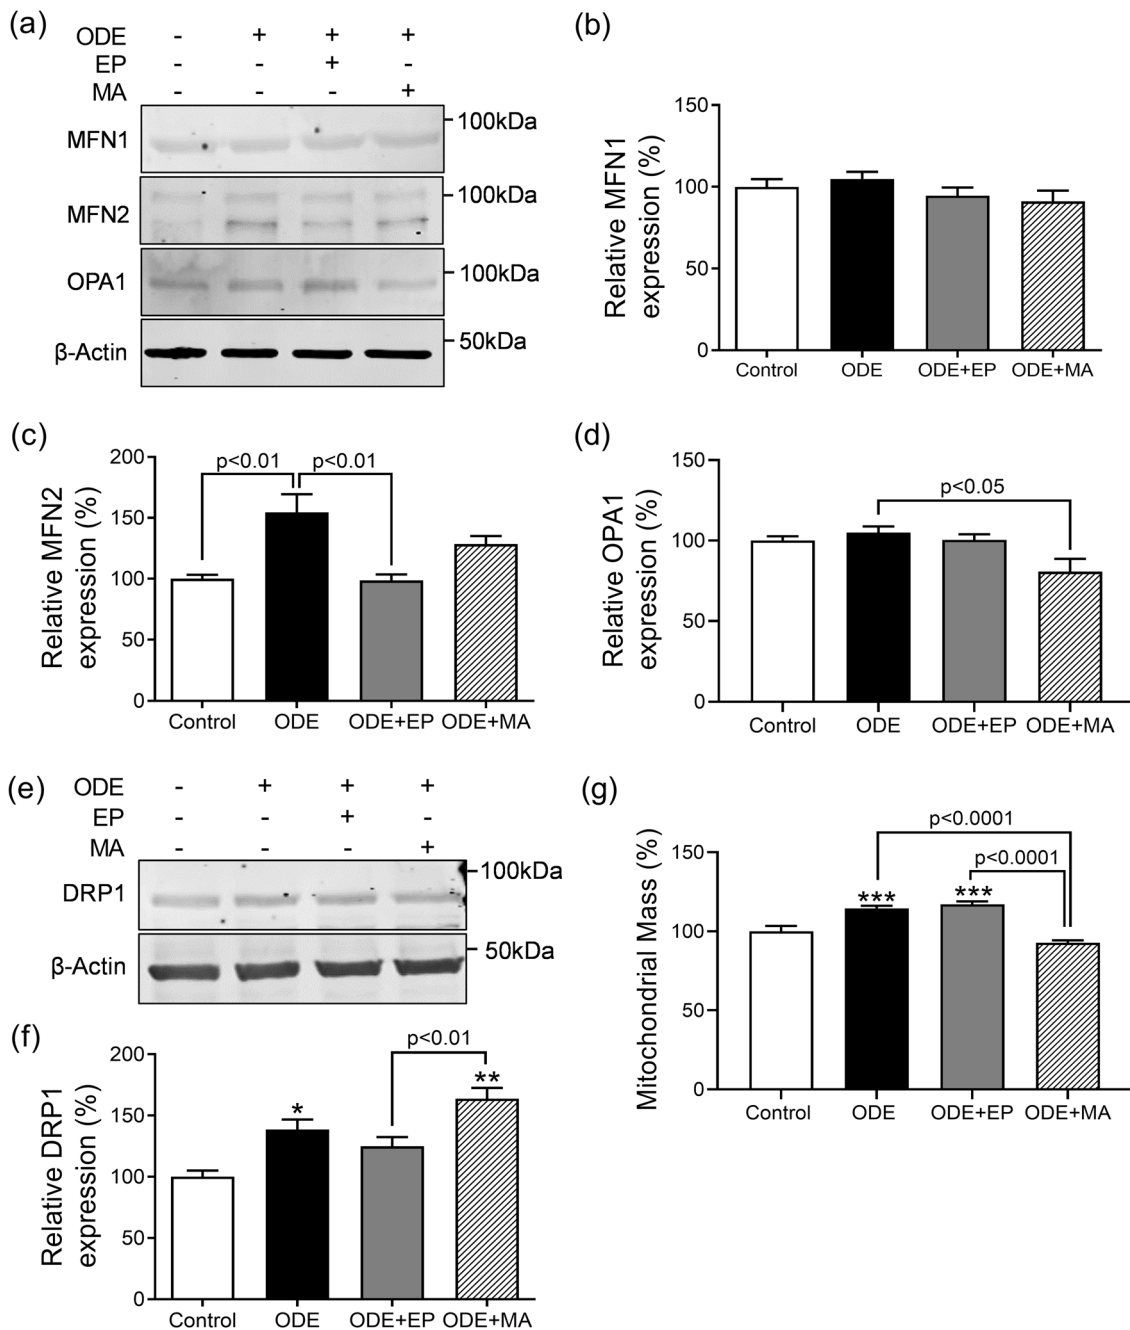 (a)
ODE - + + +
EP - - + -
MA - - - +
MFN1
100kDa
MFN2
100kDa
OPA1
100kDa
β-Actin
50kDa
(b)
Relative MFN1
expression (%)
150
100
50
0
Control ODE ODE+EP ODE+MA
(c)
Relative MFN2
expression (%)
200
150
100
50
0
p<0.01 p<0.01
Control ODE ODE+EP ODE+MA
(d)
Relative OPA1
expression (%)
150
100
50
0
p<0.05
Control ODE ODE+EP ODE+MA
(e)
ODE - + + +
EP - - + -
MA - - - +
DRP1
100kDa
β-Actin
50kDa
(f)
Relative DRP1
expression (%)
200
150
100
50
0
p<0.01
* **
Control ODE ODE+EP ODE+MA
(g)
Mitochondrial Mass (%)
150
100
50
0
p<0.0001
p<0.0001
*** ***
Control ODE ODE+EP ODE+MA